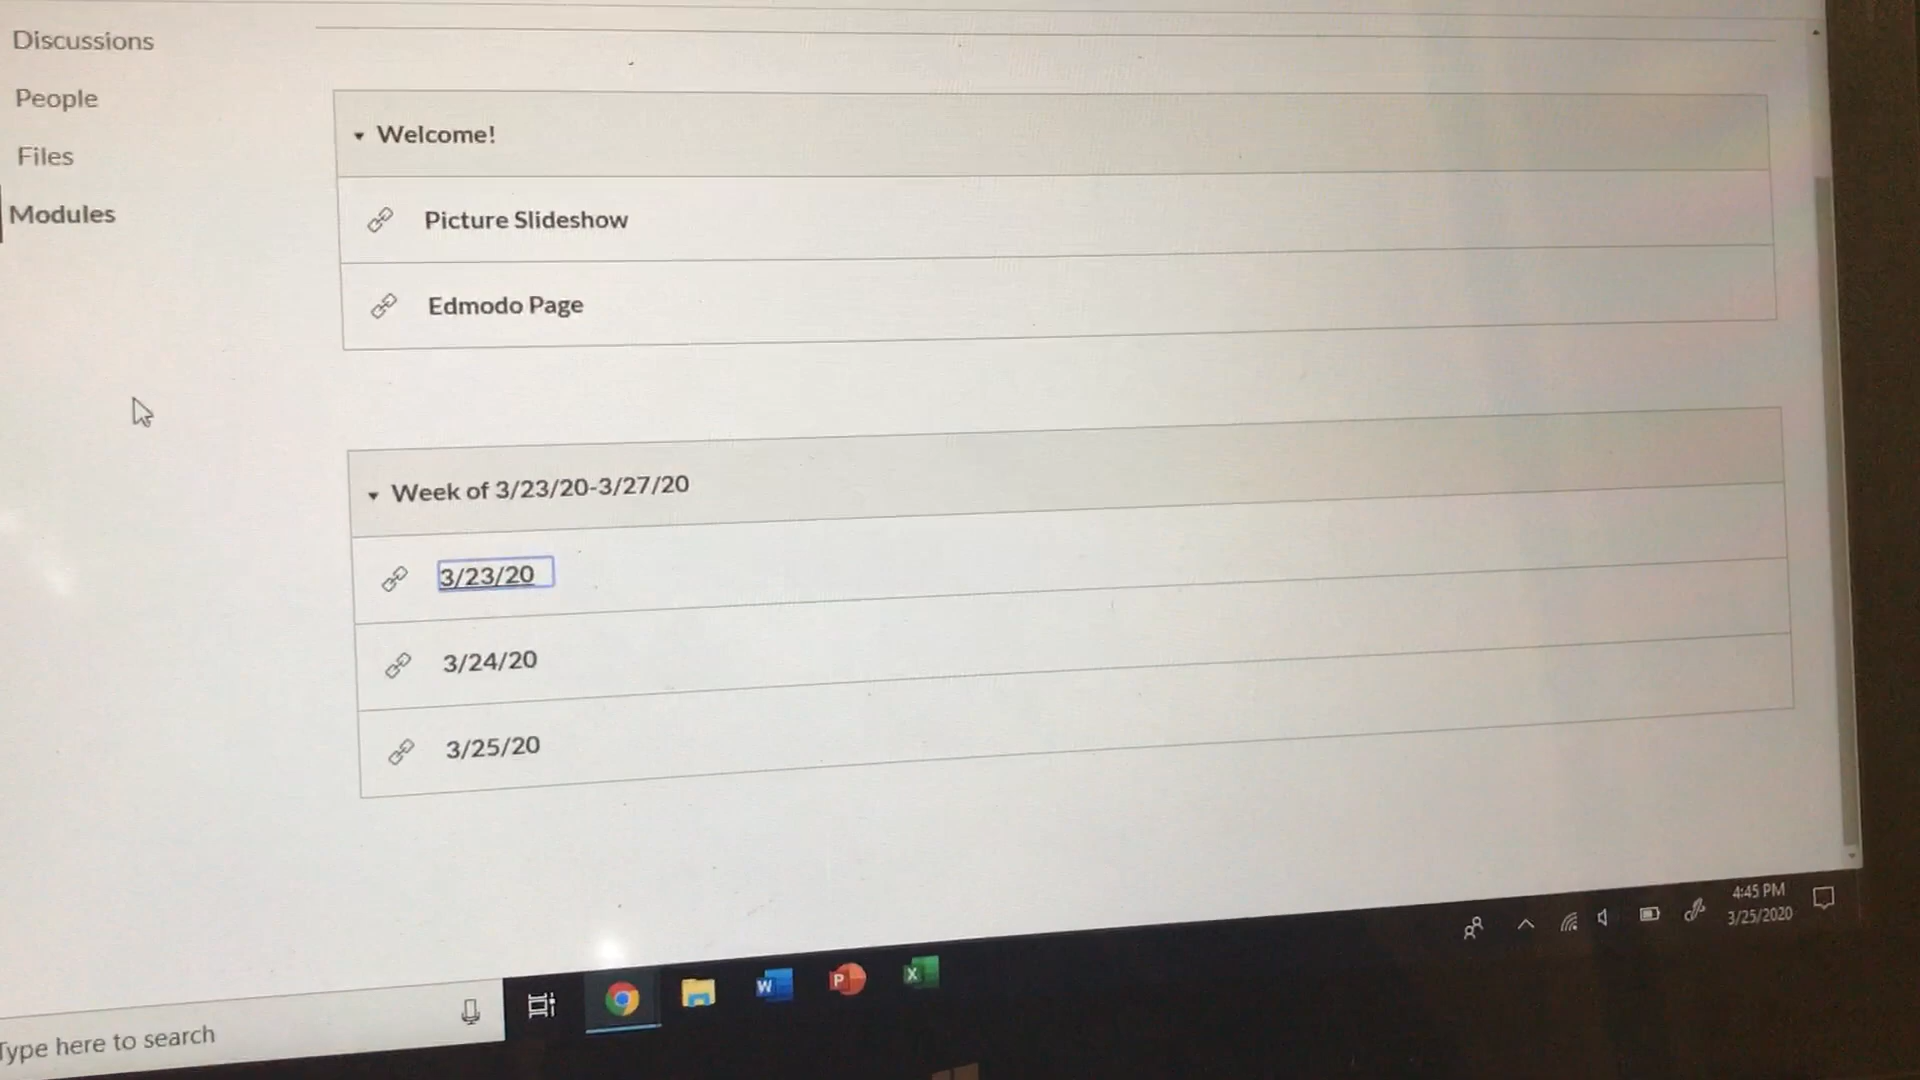 Discussions
People
Files
Modules
Welcome!
Picture Slideshow
Edmodo Page
Week of 3/23/20-3/27/20
3/23/20
3/24/20
3/25/20
Type here to search
W
P
X
4:45 PM
3/25/2020